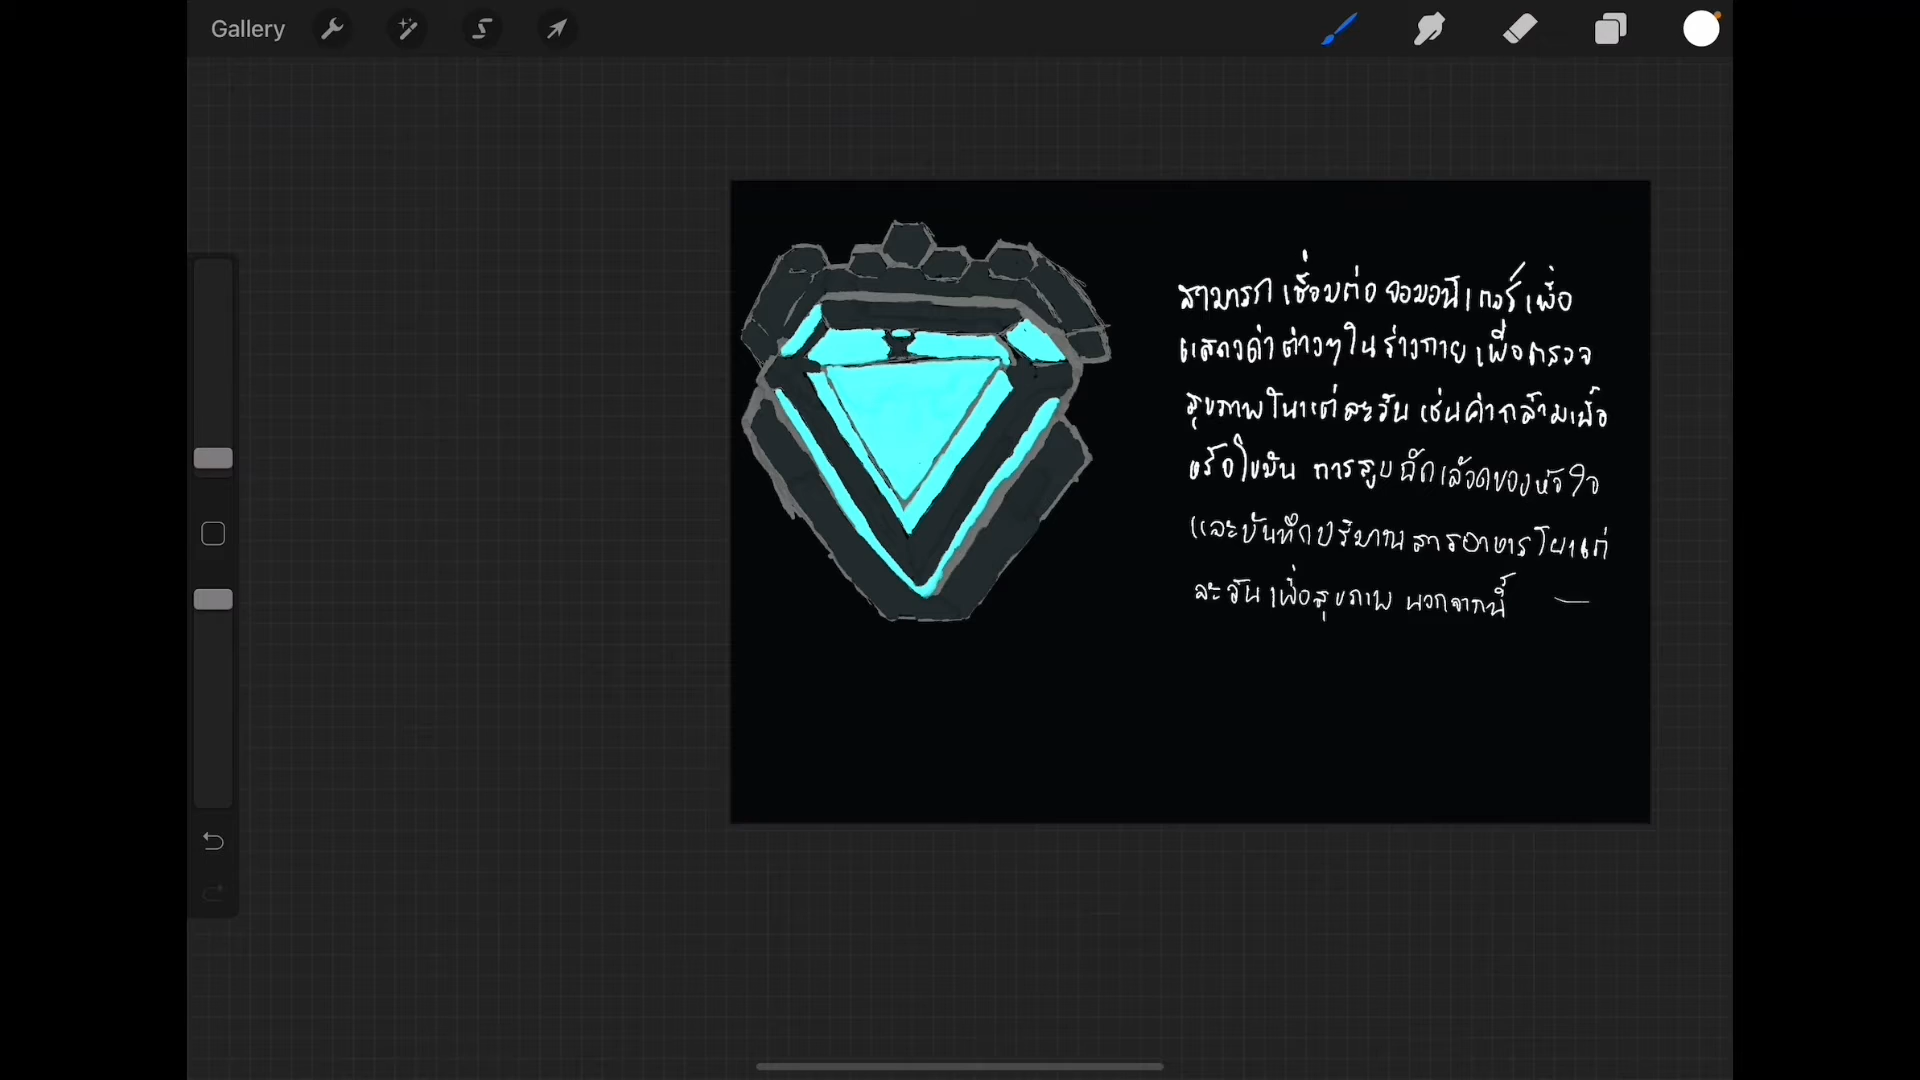 Gallery
สามารถ เชื่อมต่อ จอมอนิเตอร์ เพื่อ
แสดงค่า ต่างๆ ใน ร่างกาย เพื่อตรวจ
สุขภาพ ในแต่ละวัน เช่นค่ากล้ามเนื้อ
หรือไขมัน การสูบฉีดเลือดของหัวใจ
และบันทึกปริมาณ สารอาหาร ในแต่
ละวัน เพื่อสุขภาพ นอกจากนี้